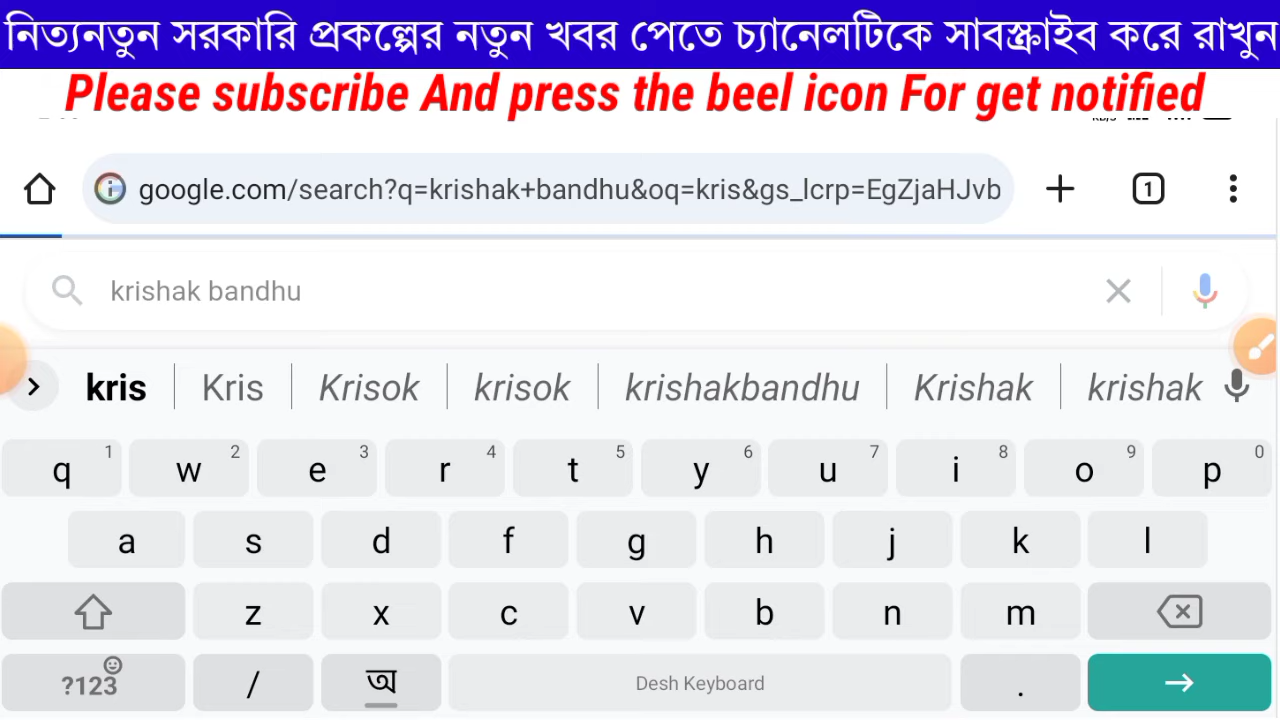 নিত্যনতুন সরকারি প্রকল্পের নতুন খবর পেতে চ্যানেলটিকে সাবস্ক্রাইব করে রাখুন
Please subscribe And press the beel icon For get notified
google.com/search?q=krishak+bandhu&oq=kris&gs_lcrp=EgZjaHJvb
1
krishak bandhu
kris Kris Krisok krisok krishakbandhu Krishak krishak
q 1 w 2 e 3 r 4 t 5 y 6 u 7 i 8 o 9 p 0
a s d f g h j k l
z x c v b n m
?123 / অ Desh Keyboard .